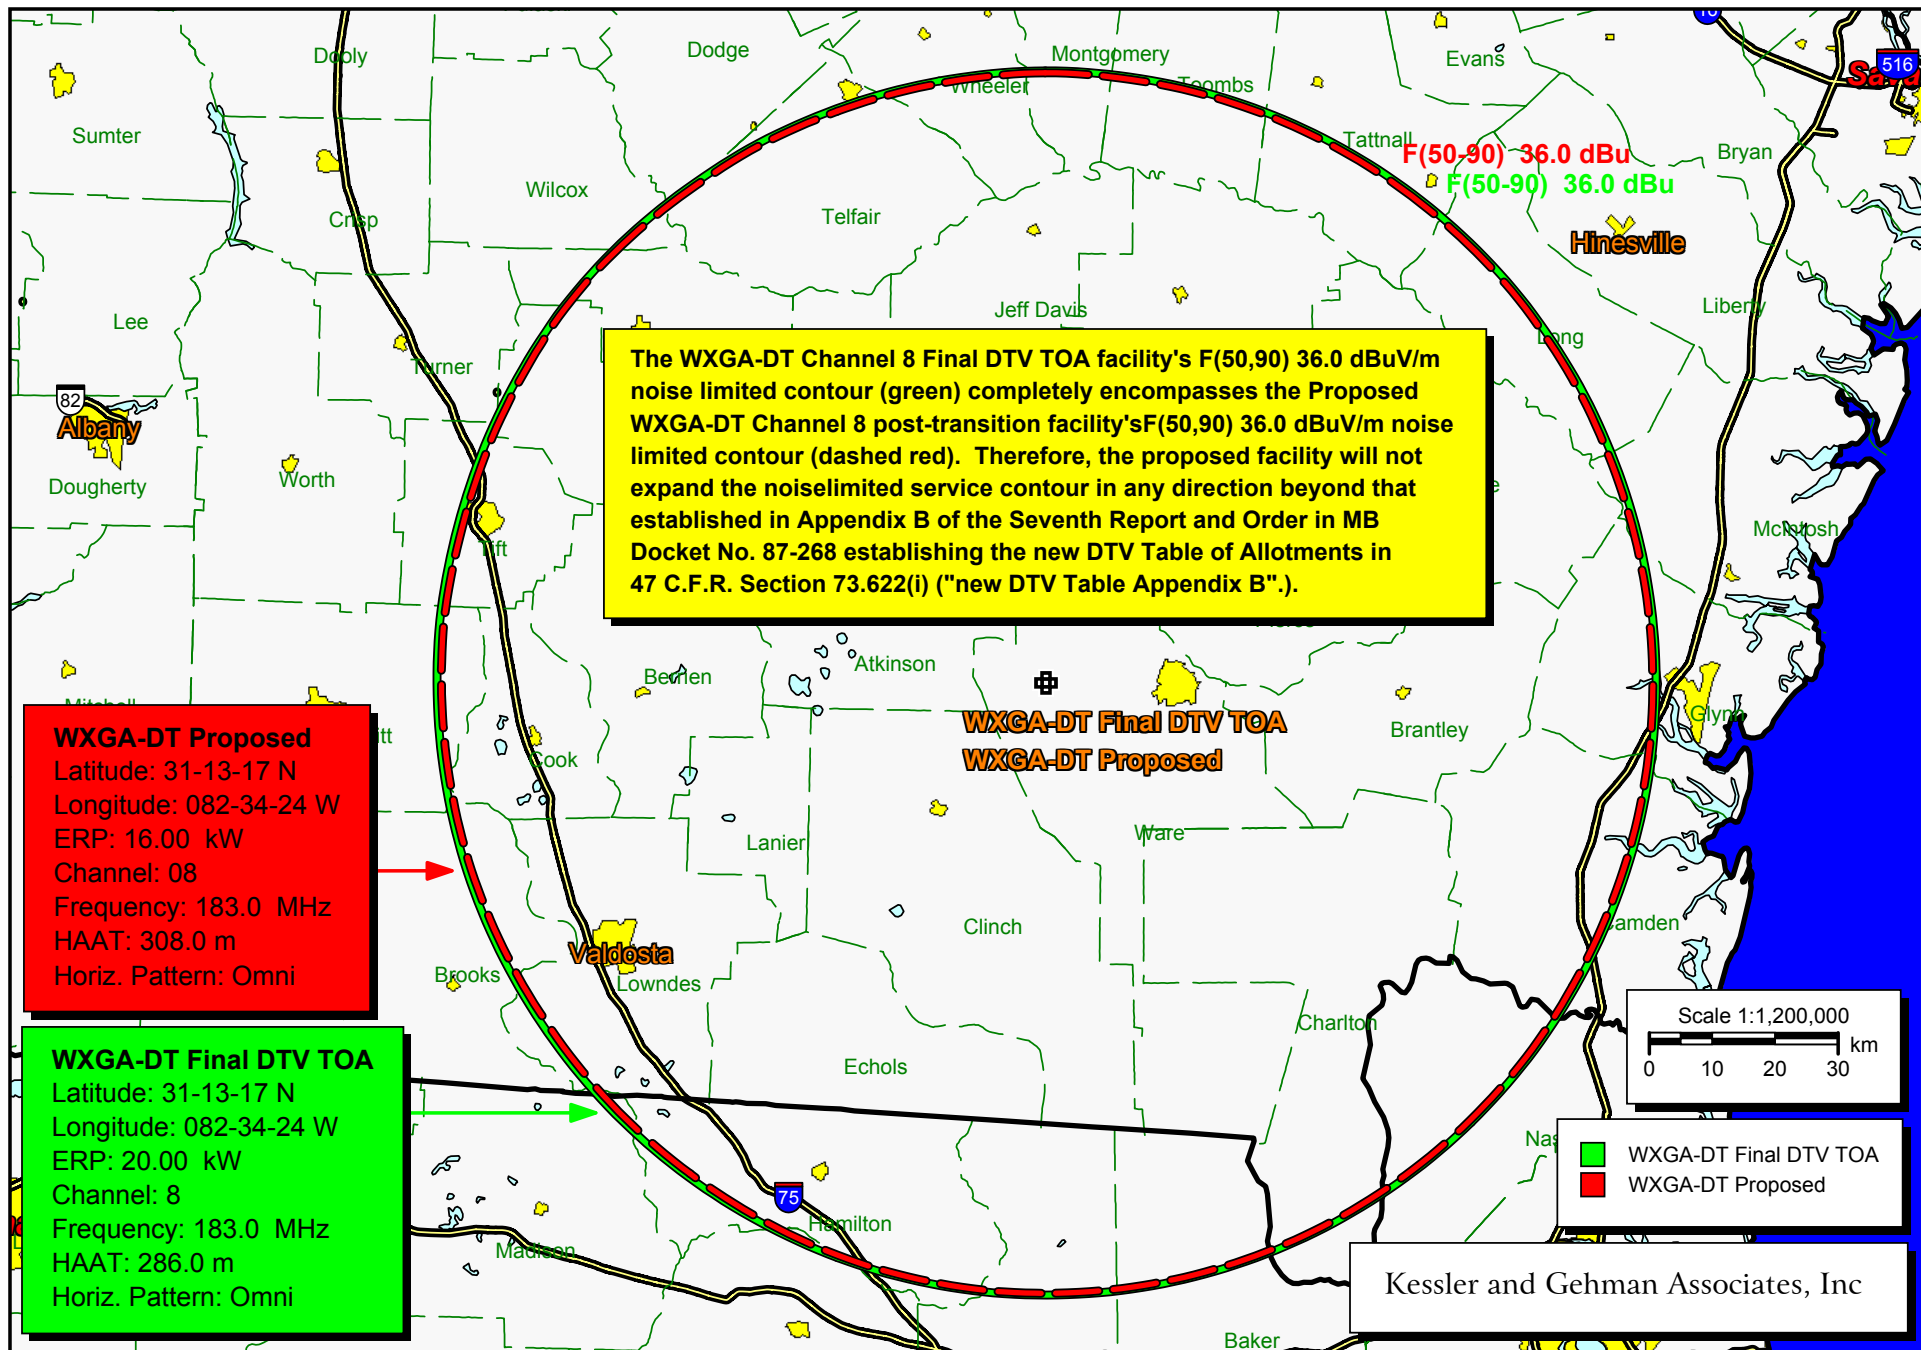 Dooly
Dodge
Montgomery
Evans
516
Wheeler
Toombs
Sumter
Tattnall
F(50-90) 36.0 dBu
Bryan
F(50-90) 36.0 dBu
Wilcox
Crisp
Telfair
Hinesville
Jeff Davis
Liberty
Lee
Long
Turner
82
Albany
The WXGA-DT Channel 8 Final DTV TOA facility's F(50,90) 36.0 dBuV/m
noise limited contour (green) completely encompasses the Proposed
WXGA-DT Channel 8 post-transition facility'sF(50,90) 36.0 dBuV/m noise
limited contour (dashed red). Therefore, the proposed facility will not
expand the noiselimited service contour in any direction beyond that
established in Appendix B of the Seventh Report and Order in MB
Docket No. 87-268 establishing the new DTV Table of Allotments in
47 C.F.R. Section 73.622(i) ("new DTV Table Appendix B".).
Dougherty
Worth
McIntosh
Tift
Atkinson
Berrien
Glynn
WXGA-DT Final DTV TOA
WXGA-DT Proposed
Brantley
Cook
Lanier
Ware
WXGA-DT Proposed
Latitude: 31-13-17 N
Longitude: 082-34-24 W
ERP: 16.00 kW
Channel: 08
Frequency: 183.0 MHz
HAAT: 308.0 m
Horiz. Pattern: Omni
Clinch
Camden
Valdosta
Brooks
Lowndes
Charlton
Echols
Scale 1:1,200,000
km
0 10 20 30
WXGA-DT Final DTV TOA
Latitude: 31-13-17 N
Longitude: 082-34-24 W
ERP: 20.00 kW
Channel: 8
Frequency: 183.0 MHz
HAAT: 286.0 m
Horiz. Pattern: Omni
Nas
WXGA-DT Final DTV TOA
WXGA-DT Proposed
75
Hamilton
Madison
Kessler and Gehman Associates, Inc
Baker